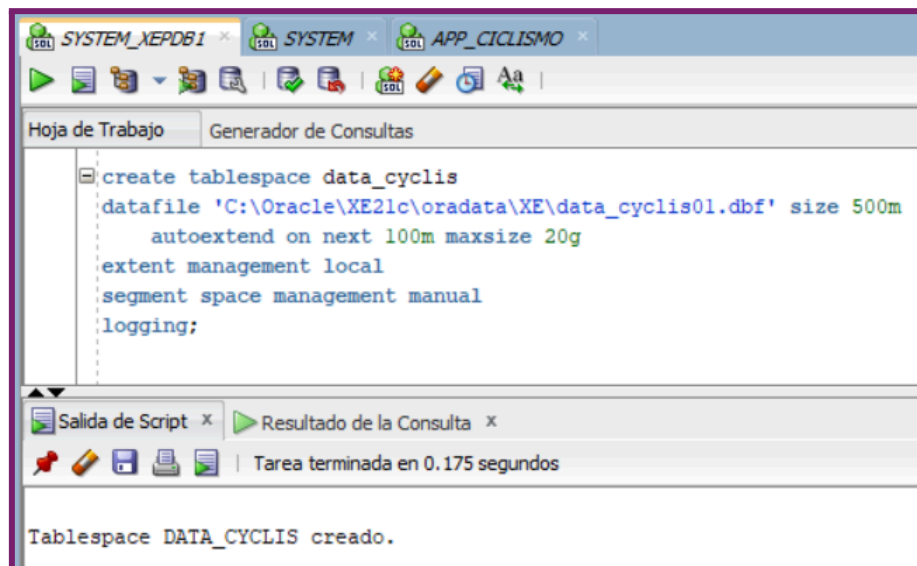 SYSTEM_XEPDB1 SYSTEM APP_CICLISMO
Hoja de Trabajo Generador de Consultas
create tablespace data_cyclis
datafile 'C:\Oracle\XE21c\oradata\XE\data_cyclis01.dbf' size 500m
autoextend on next 100m maxsize 20g
extent management local
segment space management manual
logging;
Salida de Script x Resultado de la Consulta x
Tarea terminada en 0.175 segundos
Tablespace DATA_CYCLIS creado.